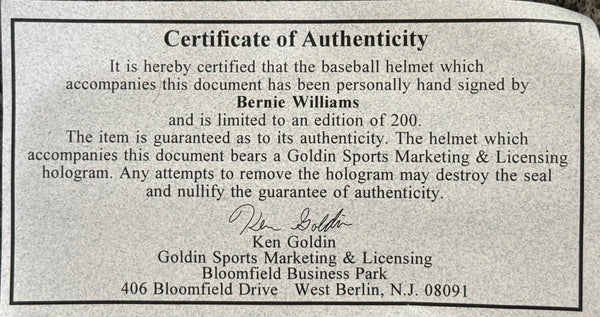 Certificate of Authenticity
It is hereby certified that the baseball helmet which
accompanies this document has been personally hand signed by
Bernie Williams
and is limited to an edition of 200.
The item is guaranteed as to its authenticity. The helmet which
accompanies this document bears a Goldin Sports Marketing & Licensing
hologram. Any attempts to remove the hologram may destroy the seal
and nullify the guarantee of authenticity.
Ken Goldin
Ken Goldin
Goldin Sports Marketing & Licensing
Bloomfield Business Park
406 Bloomfield Drive West Berlin, N.J. 08091